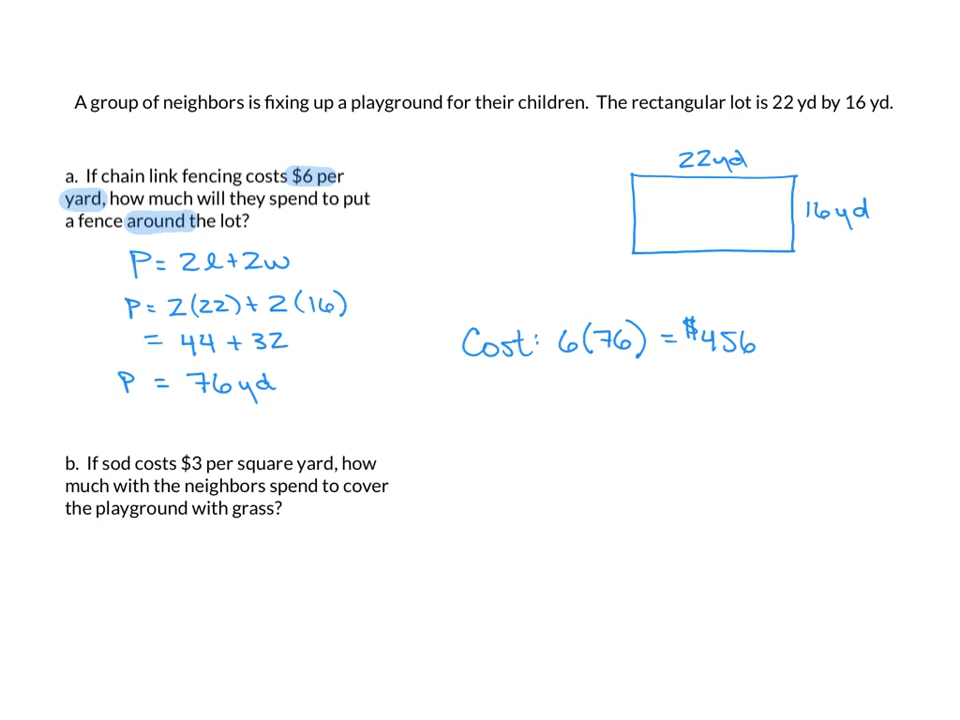 A group of neighbors is fixing up a playground for their children. The rectangular lot is 22 yd by 16 yd.
22yd
16yd
a. If chain link fencing costs $6 per
yard, how much will they spend to put
a fence around the lot?
P = 2l + 2w
P = 2(22) + 2(16)
= 44 + 32
P = 76yd
Cost: 6(76) = $456
b. If sod costs $3 per square yard, how
much with the neighbors spend to cover
the playground with grass?